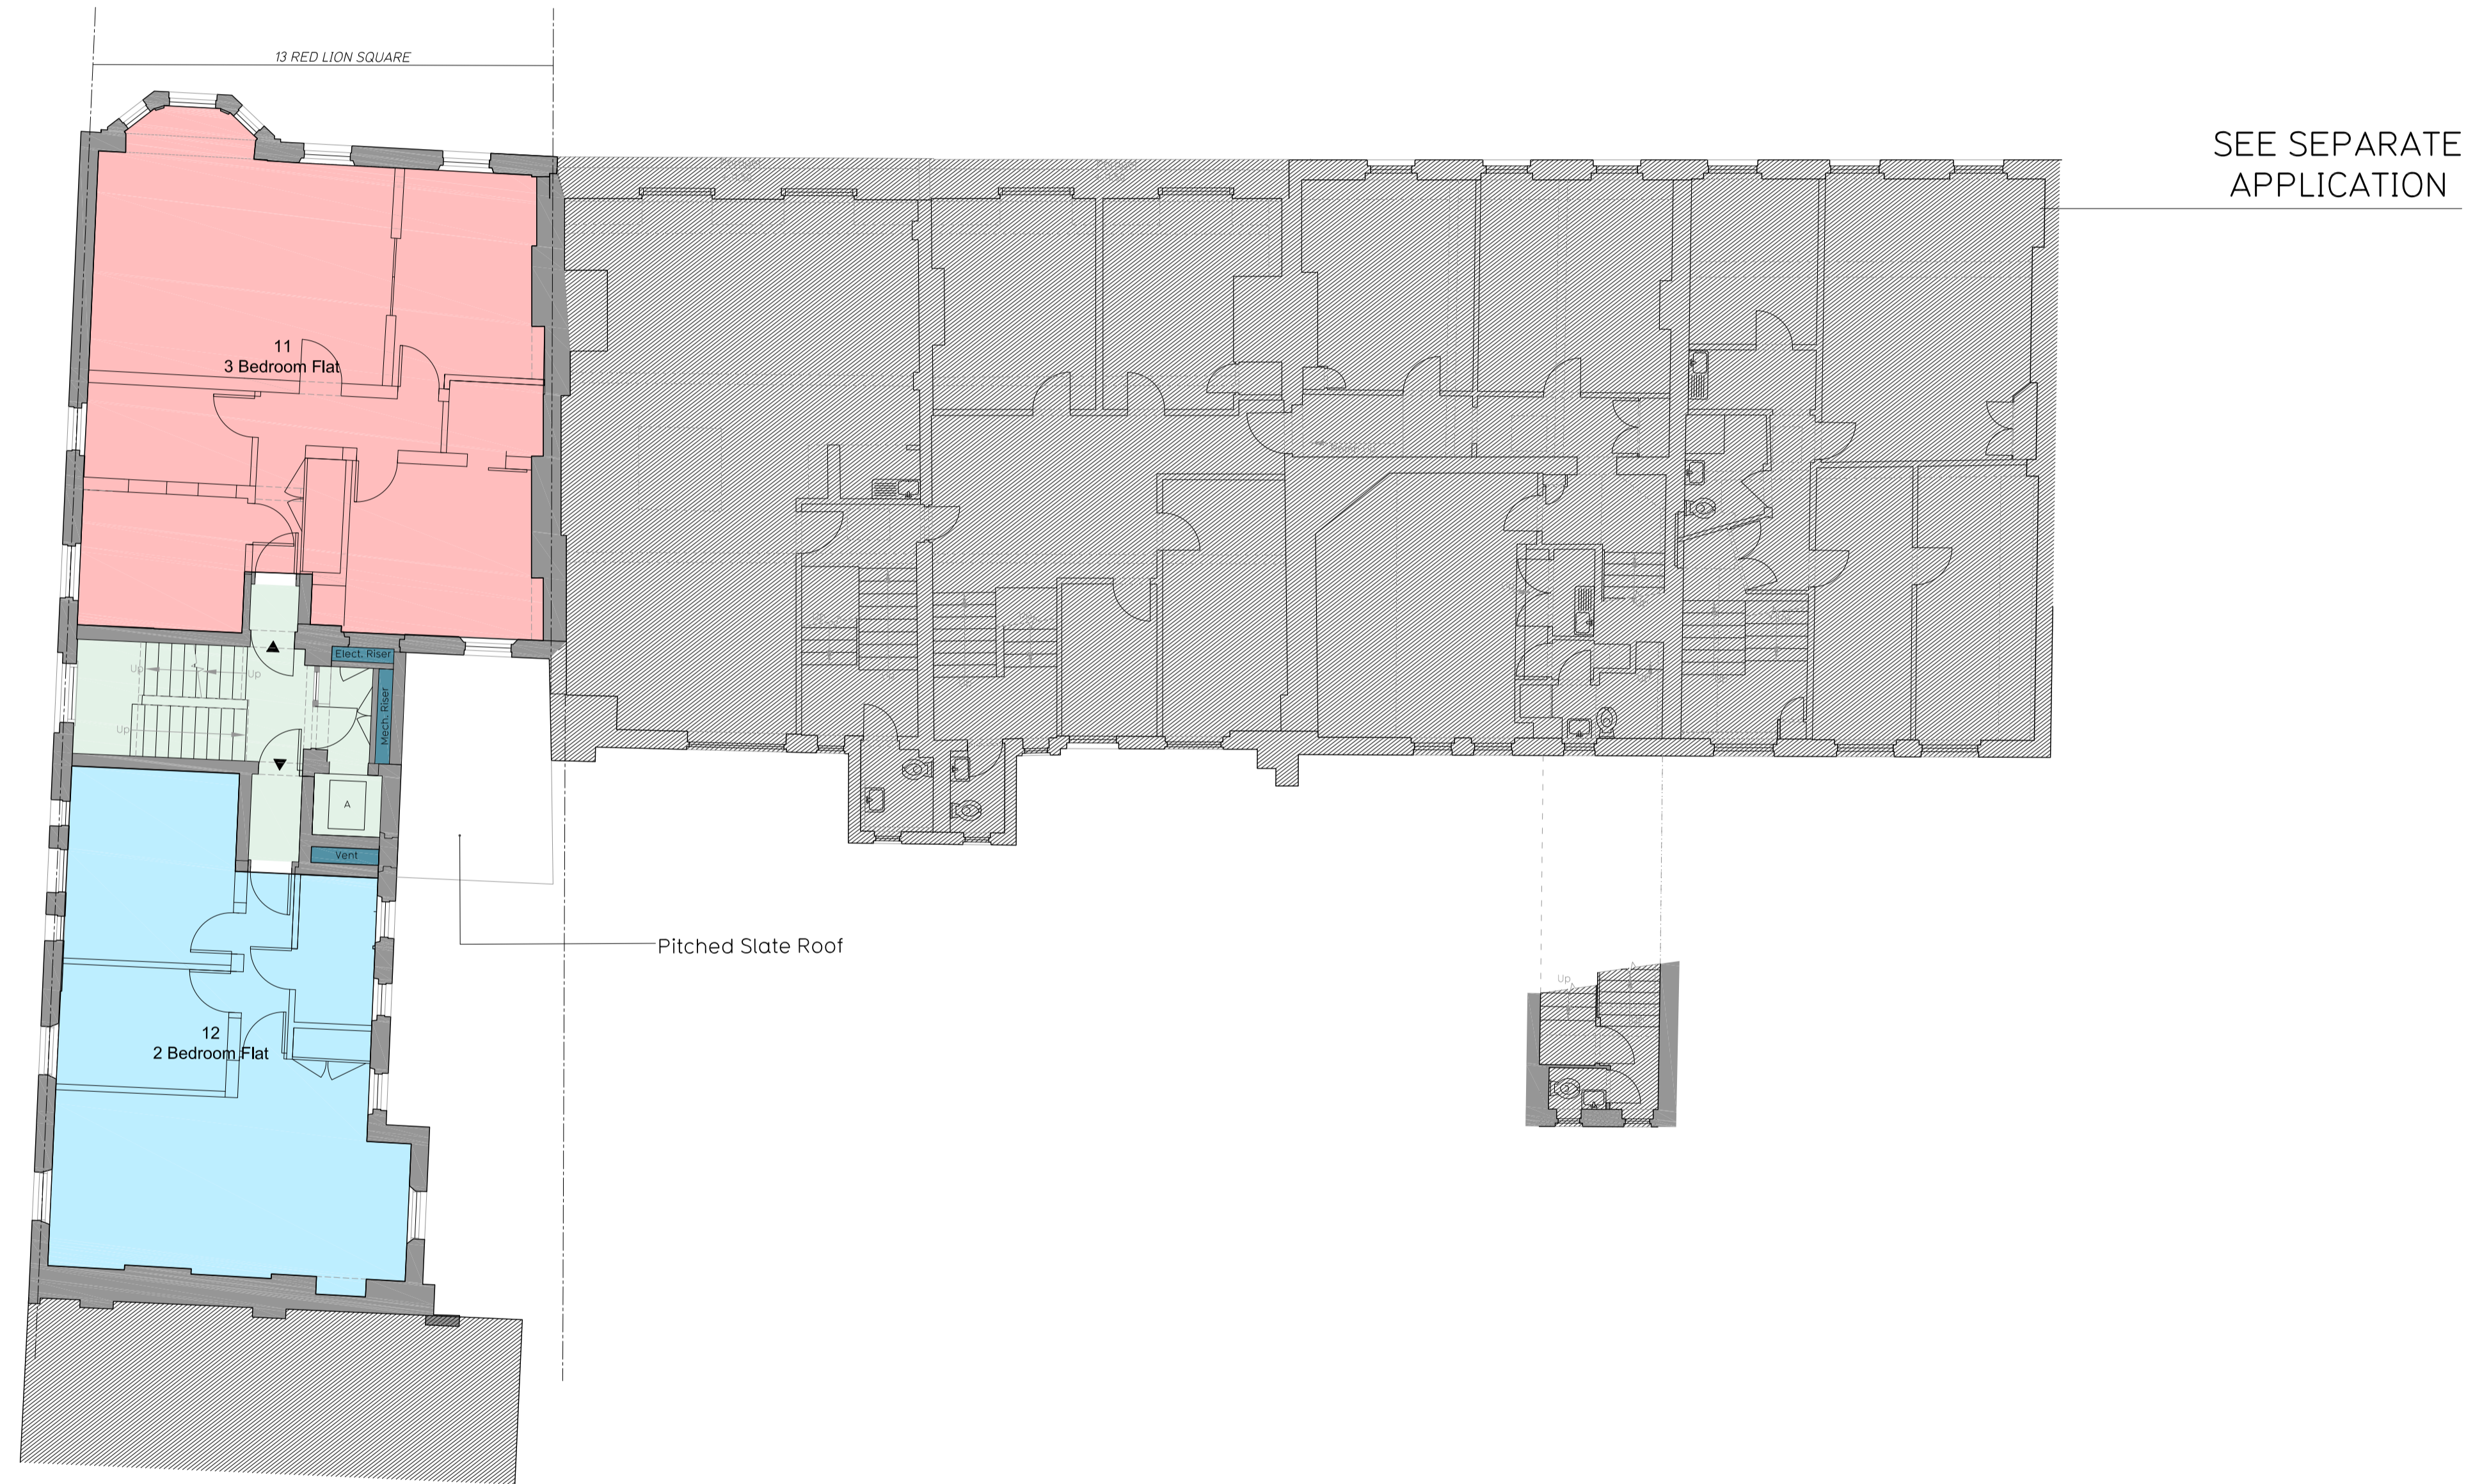 13 RED LION SQUARE
SEE SEPARATE
APPLICATION
11
3 Bedroom Flat
Elect. Riser
Mech. Riser
Up
Up
Up
A
Vent
Pitched Slate Roof
12
2 Bedroom Flat
Up